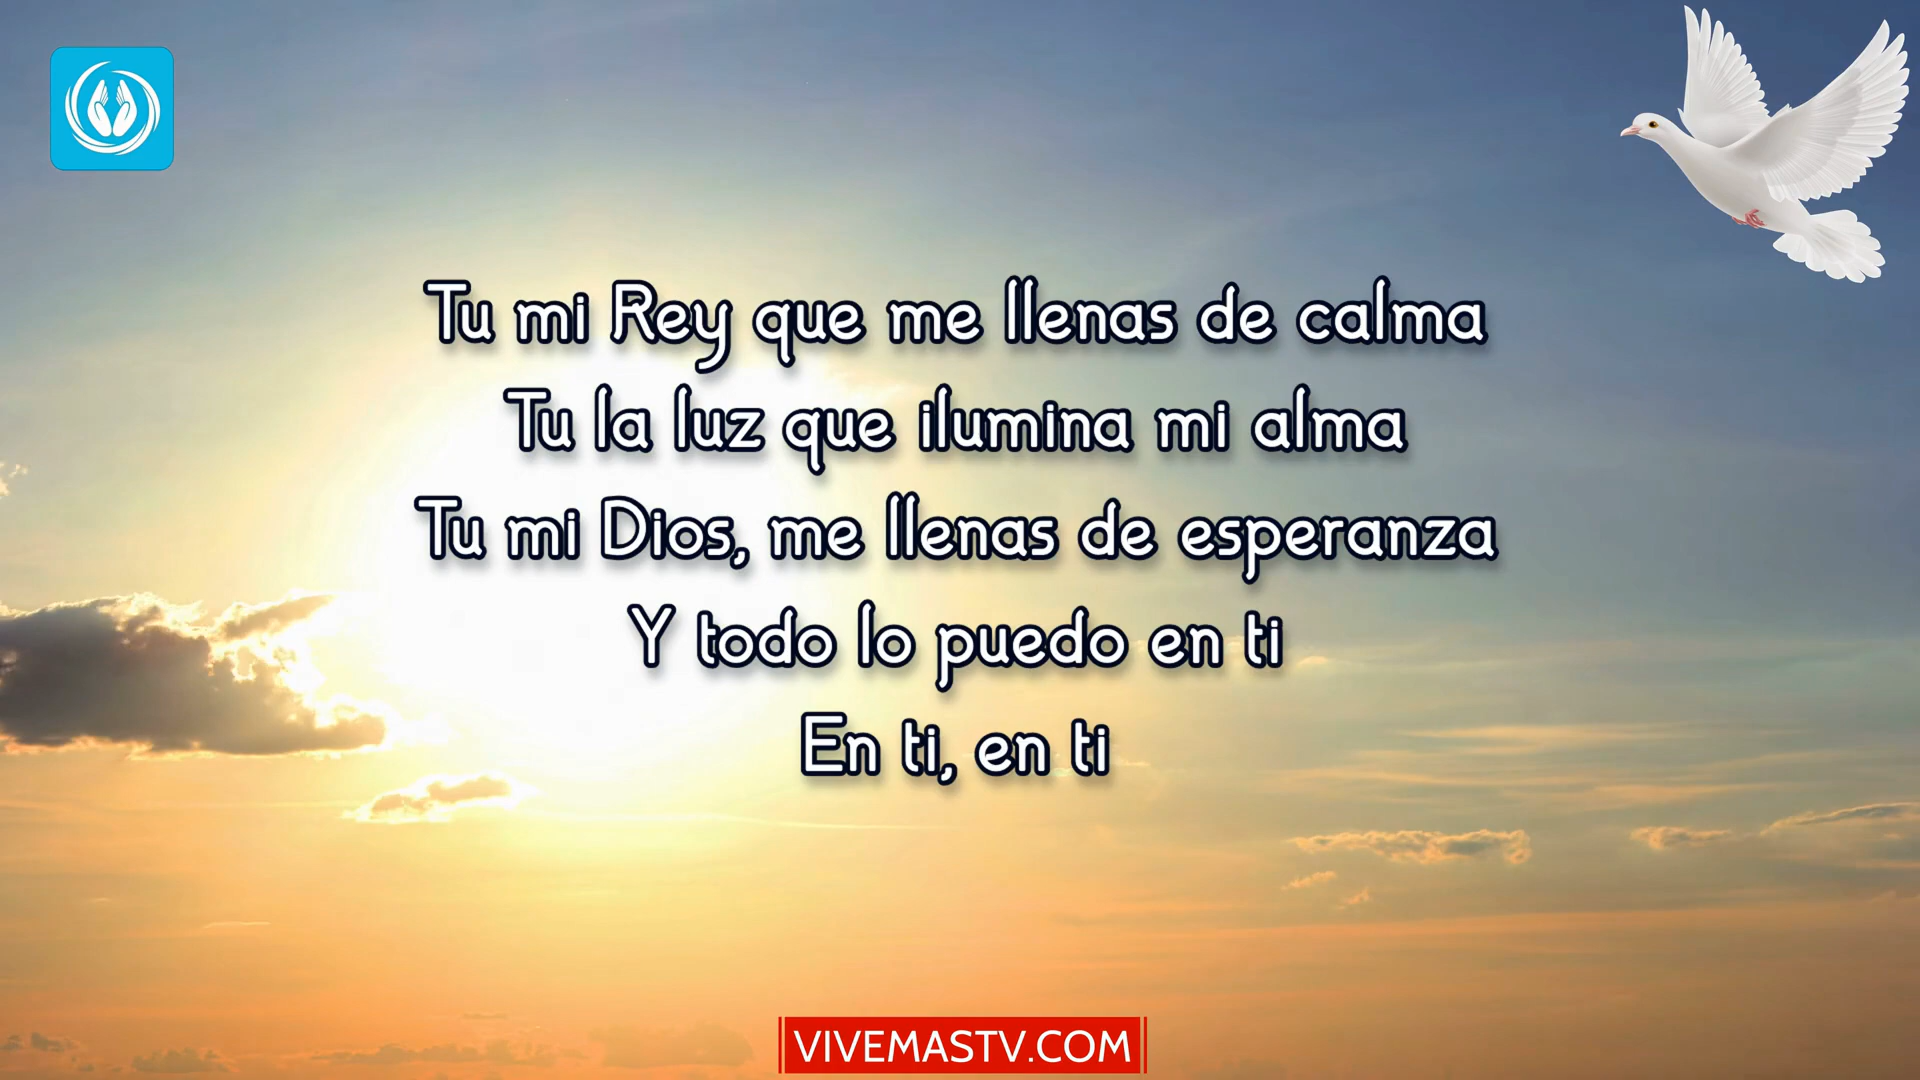 Tu mi Rey que me llenas de calma
Tu la luz que ilumina mi alma
Tu mi Dios, me llenas de esperanza
Y todo lo puedo en ti
En ti, en ti
VIVEMASTV.COM